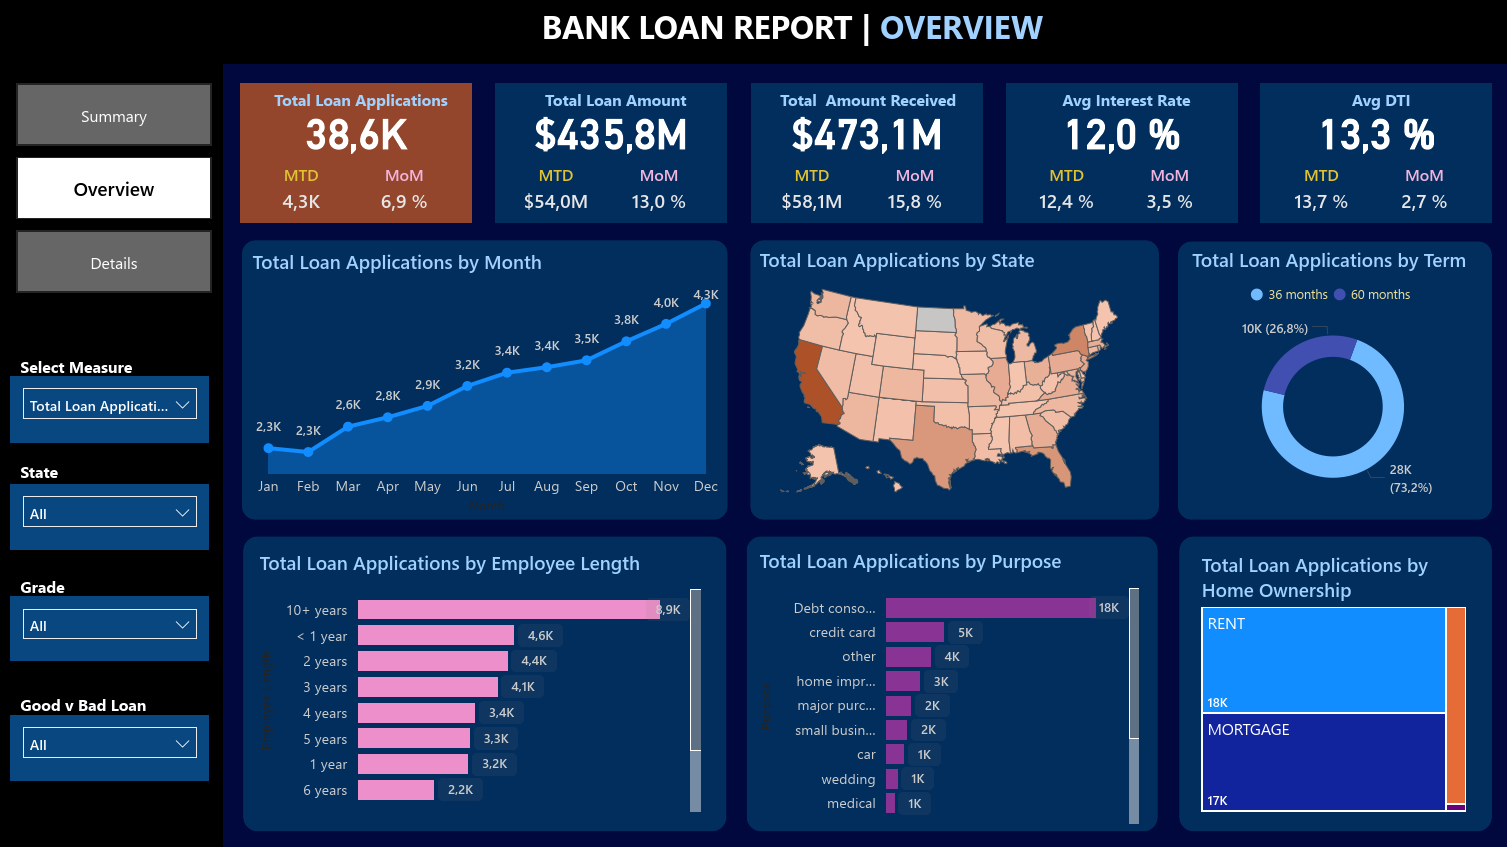 BANK LOAN REPORT | OVERVIEW
Summary
Overview
Details
Select Measure
Total Loan Applicati...
State
All
Grade
All
Good v Bad Loan
All
Total Loan Applications
38,6K
MTD MoM
4,3K 6,9 %
Total Loan Amount
$435,8M
MTD MoM
$54,0M 13,0 %
Total Amount Received
$473,1M
MTD MoM
$58,1M 15,8 %
Avg Interest Rate
12,0 %
MTD MoM
12,4 % 3,5 %
Avg DTI
13,3 %
MTD MoM
13,7 % 2,7 %
Total Loan Applications by Month
2,3K 2,3K 2,6K 2,8K 2,9K 3,2K 3,4K 3,4K 3,5K 3,8K 4,0K 4,3K
Jan Feb Mar Apr May Jun Jul Aug Sep Oct Nov Dec
Total Loan Applications by State
Total Loan Applications by Term
36 months 60 months
10K (26,8%)
28K
(73,2%)
Total Loan Applications by Employee Length
10+ years 8,9K
< 1 year 4,6K
2 years 4,4K
3 years 4,1K
4 years 3,4K
5 years 3,3K
1 year 3,2K
6 years 2,2K
Total Loan Applications by Purpose
Debt conso... 18K
credit card 5K
other 4K
home impr... 3K
major purc... 2K
small busin... 2K
car 1K
wedding 1K
medical 1K
Total Loan Applications by
Home Ownership
RENT
18K
MORTGAGE
17K